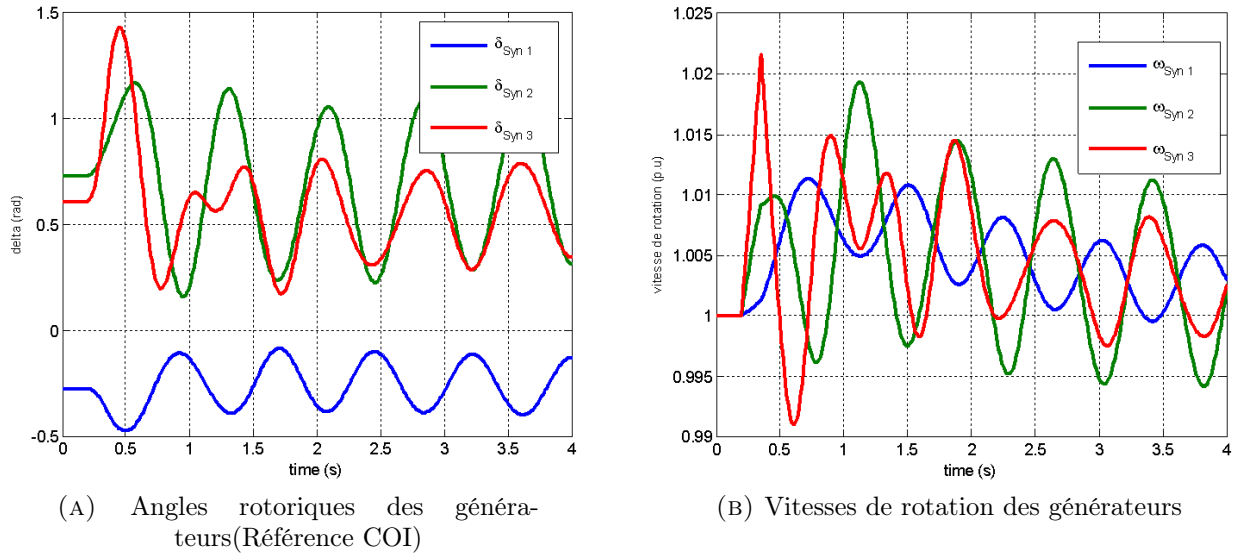 1.5
1
0.5
0
-0.5
delta (rad)
0 0.5 1 1.5 2 2.5 3 3.5 4
time (s)
δSyn 1
δSyn 2
δSyn 3
(A) Angles rotoriques des généra-
teurs(Référence COI)
1.025
1.02
1.015
1.01
1.005
1
0.995
0.99
vitesse de rotation (p u)
0 0.5 1 1.5 2 2.5 3 3.5 4
time (s)
ωSyn 1
ωSyn 2
ωSyn 3
(B) Vitesses de rotation des générateurs